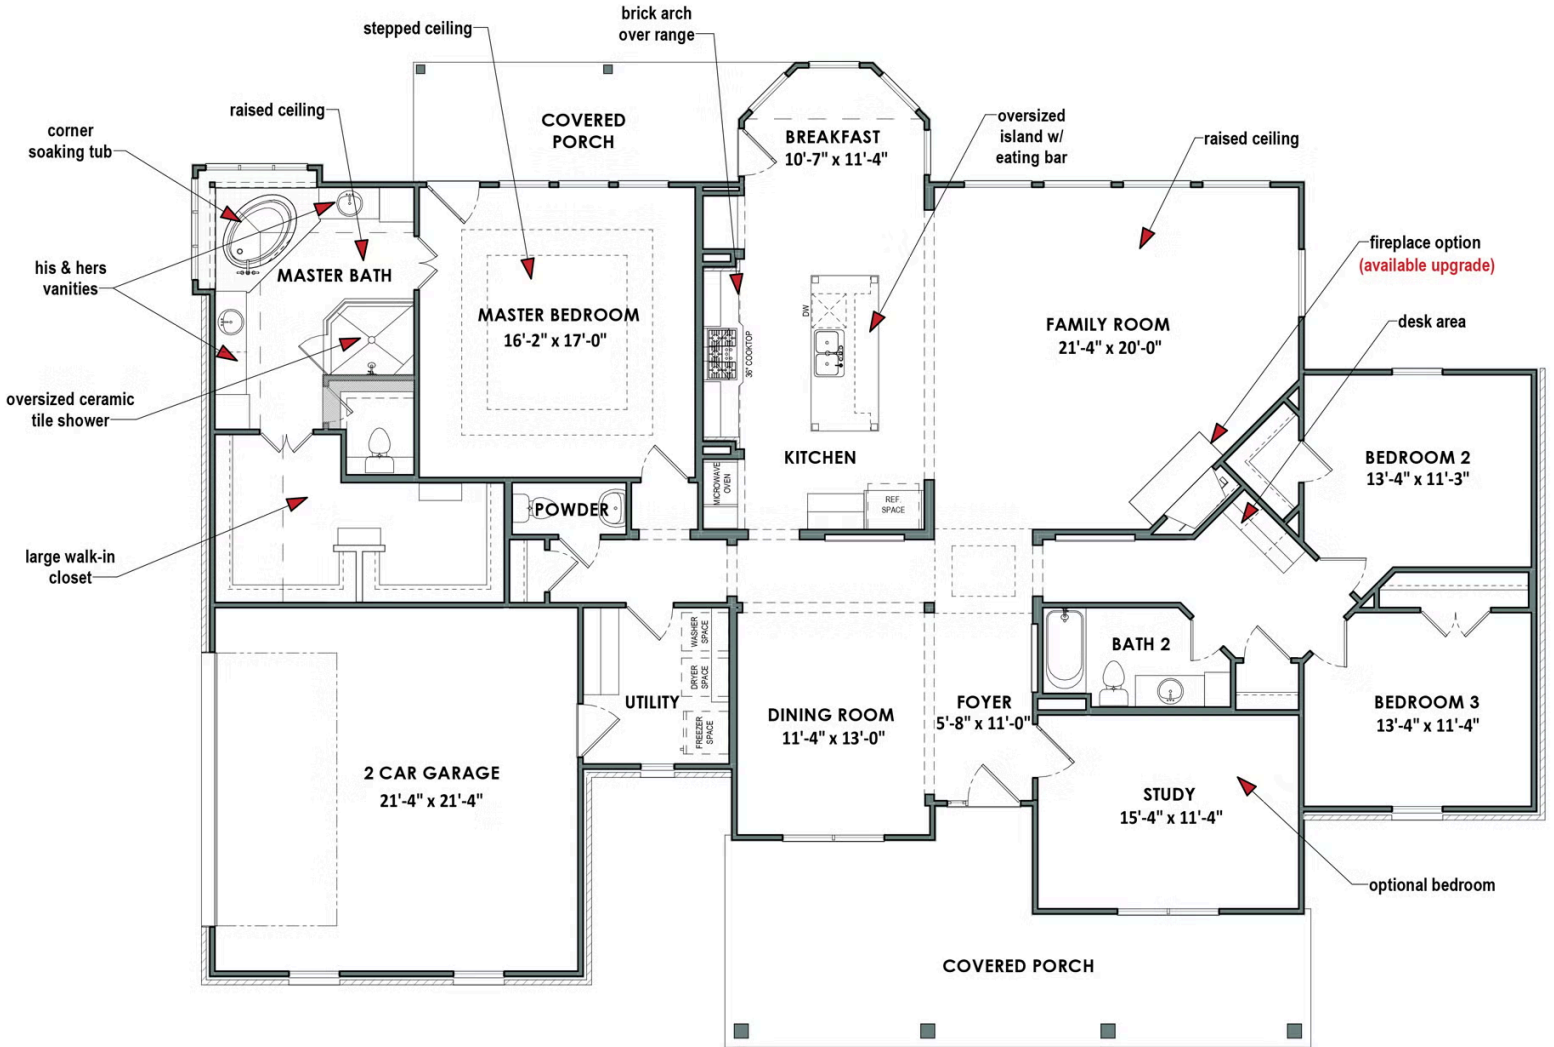 brick arch
over range
stepped ceiling
raised ceiling
corner
soaking tub
COVERED
PORCH
BREAKFAST
10'-7" x 11'-4"
oversized
island w/
eating bar
raised ceiling
fireplace option
(available upgrade)
his & hers
vanities
MASTER BATH
MASTER BEDROOM
16'-2" x 17'-0"
DW
36" COOKTOP
FAMILY ROOM
21'-4" x 20'-0"
desk area
oversized ceramic
tile shower
KITCHEN
MICROWAVE
OVEN
REF.
SPACE
BEDROOM 2
13'-4" x 11'-3"
large walk-in
closet
POWDER
WASHER
SPACE
DRYER
SPACE
FREEZER
SPACE
UTILITY
BATH 2
DINING ROOM
11'-4" x 13'-0"
FOYER
5'-8" x 11'-0"
BEDROOM 3
13'-4" x 11'-4"
2 CAR GARAGE
21'-4" x 21'-4"
STUDY
15'-4" x 11'-4"
optional bedroom
COVERED PORCH